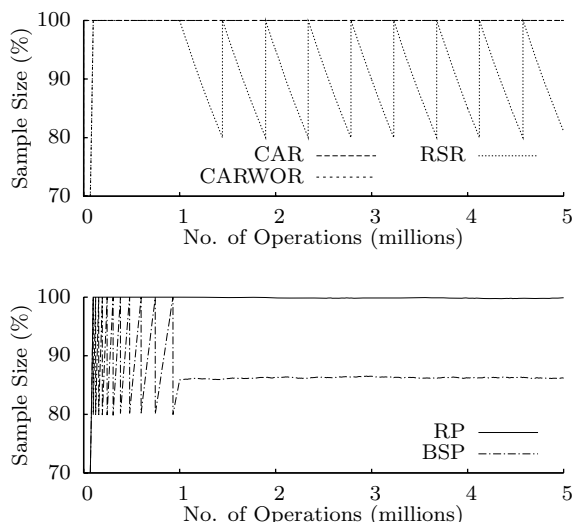 100
90
80
70
Sample Size (%)
CAR
CARWOR
RSR
0 1 2 3 4 5
No. of Operations (millions)
100
90
80
70
Sample Size (%)
RP
BSP
0 1 2 3 4 5
No. of Operations (millions)